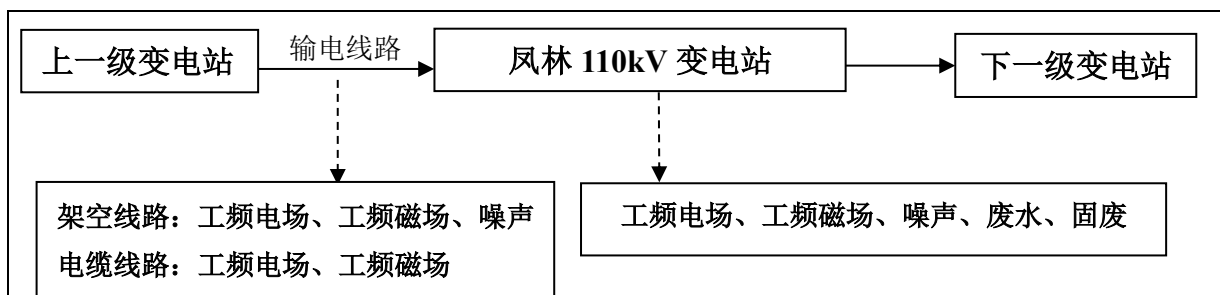 上一级变电站
输电线路
凤林 110kV 变电站
下一级变电站
架空线路：工频电场、工频磁场、噪声
电缆线路：工频电场、工频磁场
工频电场、工频磁场、噪声、废水、固废